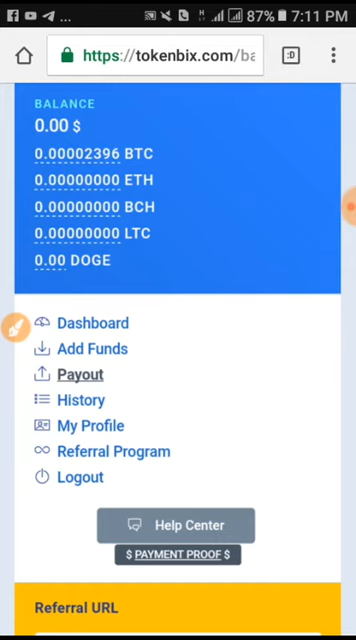 87% 7:11 PM
https://tokenbix.com/ba
:D
BALANCE
0.00 $
0.00002396 BTC
0.00000000 ETH
0.00000000 BCH
0.00000000 LTC
0.00 DOGE
Dashboard
Add Funds
Payout
History
My Profile
Referral Program
Logout
Help Center
$ PAYMENT PROOF $
Referral URL